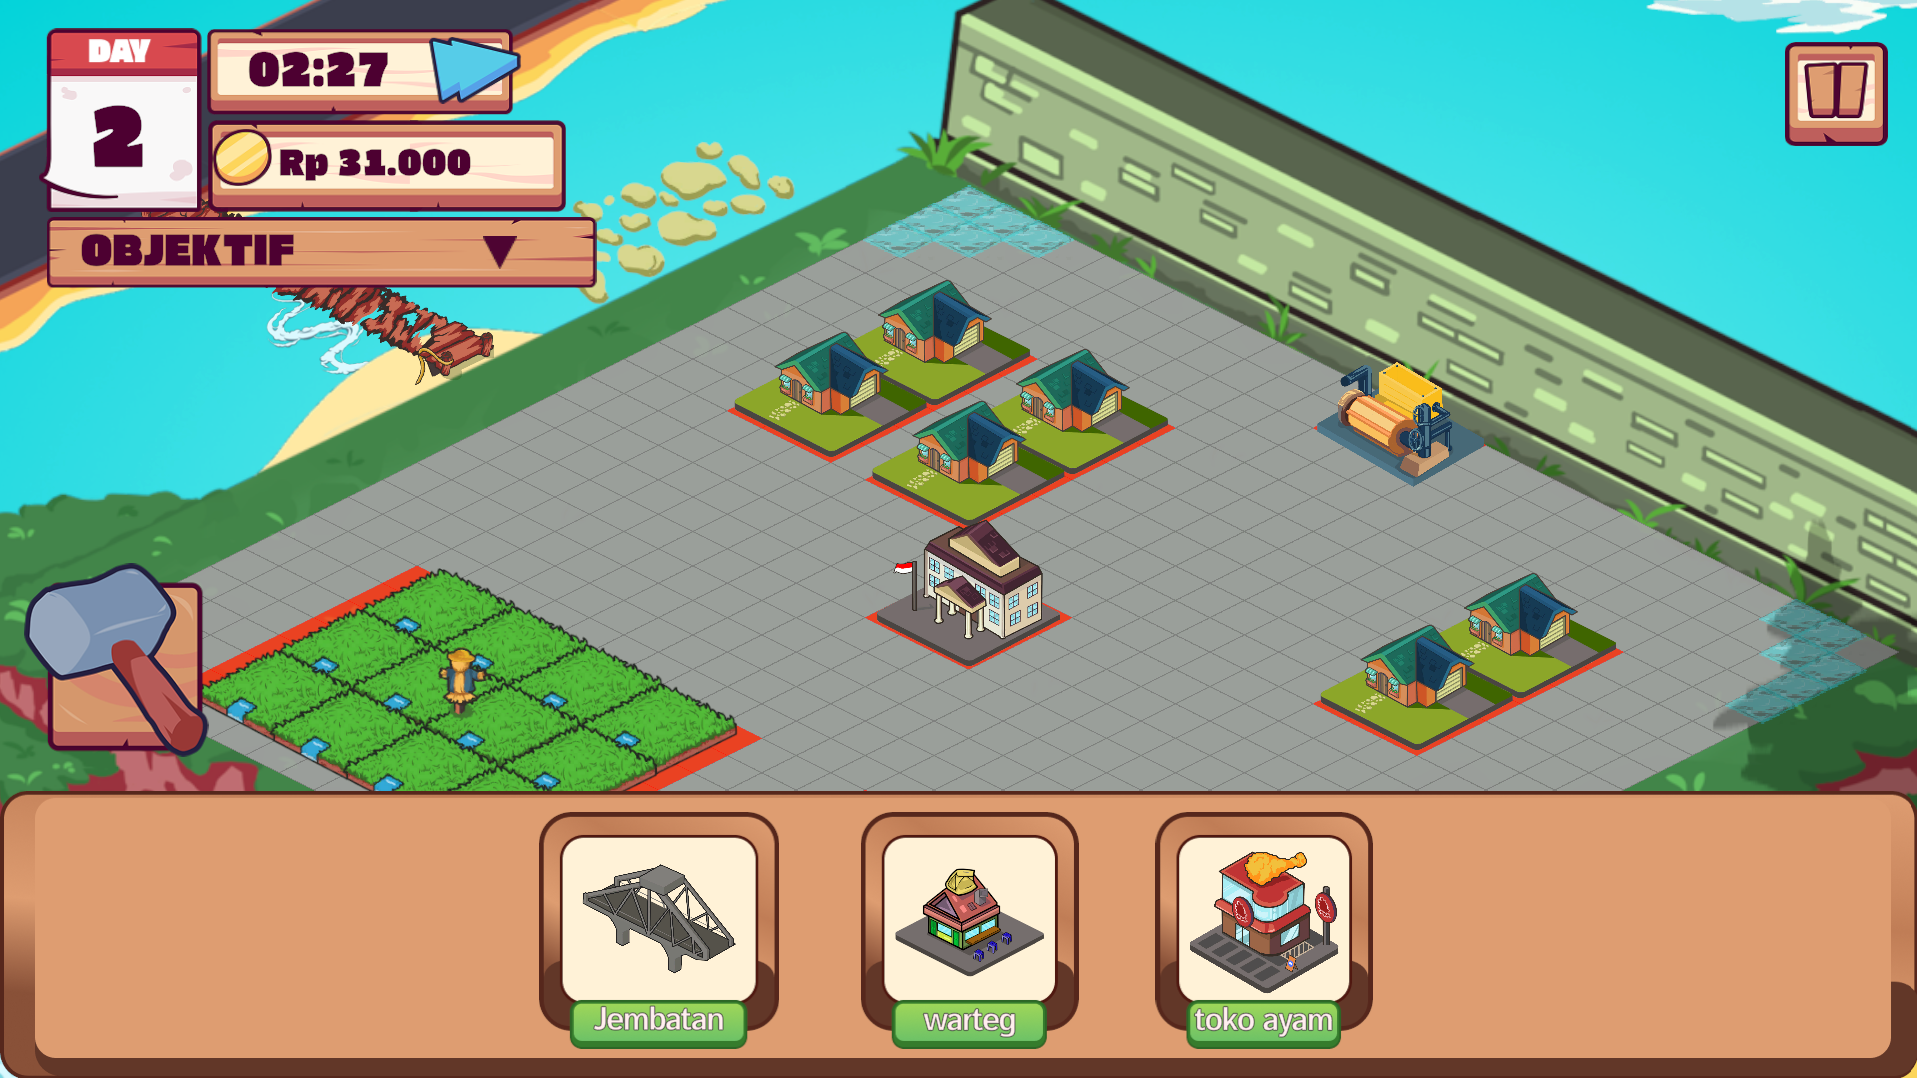 DAY
2
02:27
Rp 31.000
OBJEKTIF
Jembatan
warteg
toko ayam